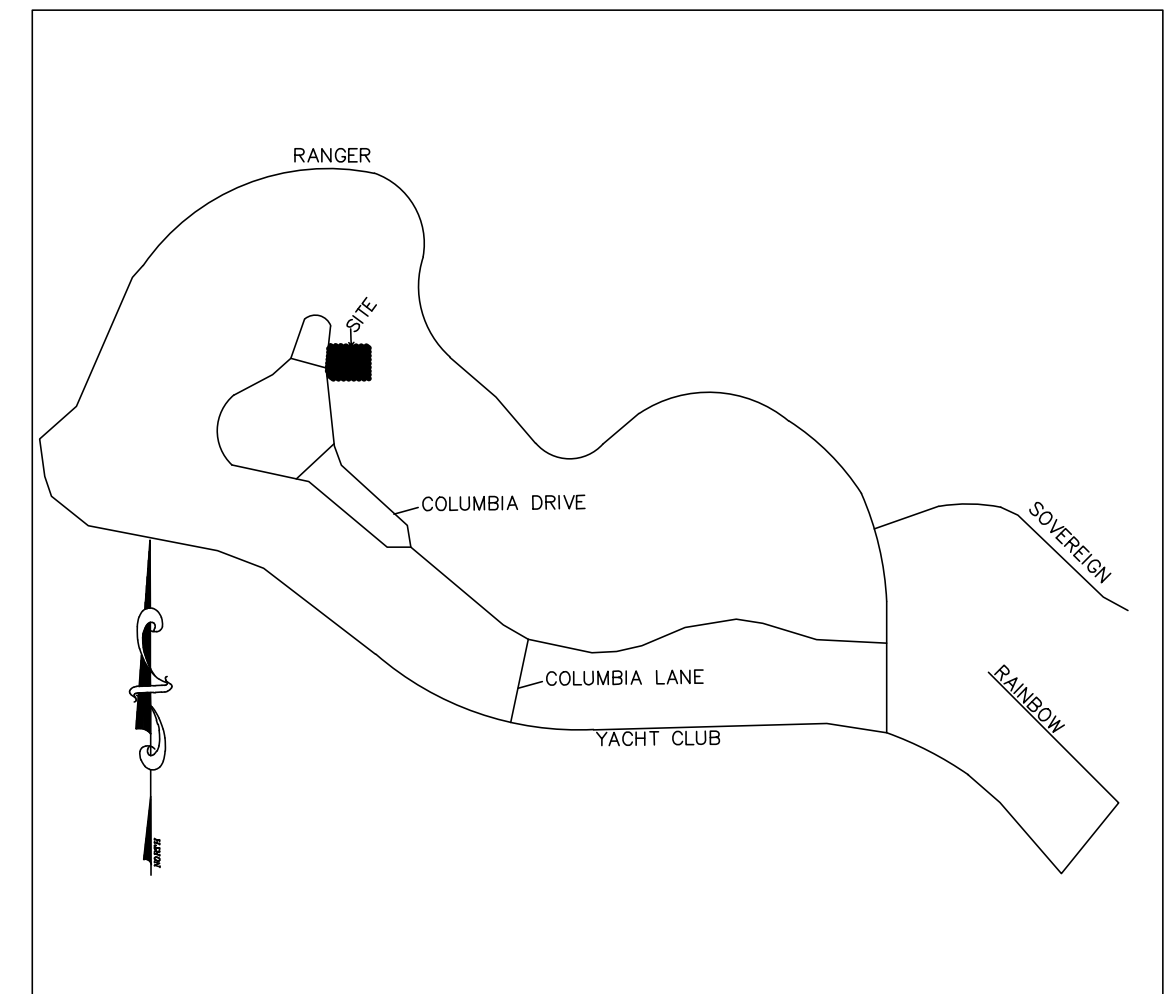 RANGER
SITE
COLUMBIA DRIVE
SOVEREIGN
COLUMBIA LANE
RAINBOW
YACHT CLUB
NORTH